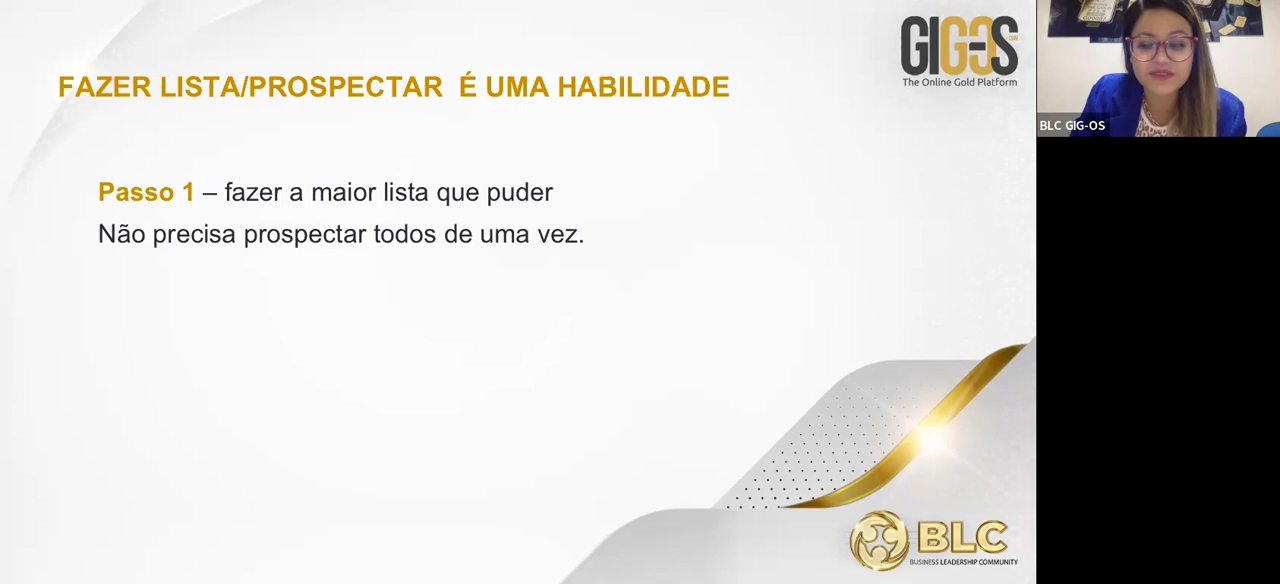 GIG-OS
The Online Gold Platform
FAZER LISTA/PROSPECTAR É UMA HABILIDADE
BLC GIG-OS
Passo 1 – fazer a maior lista que puder
Não precisa prospectar todos de uma vez.
BLC
BUSINESS LEADERSHIP COMMUNITY